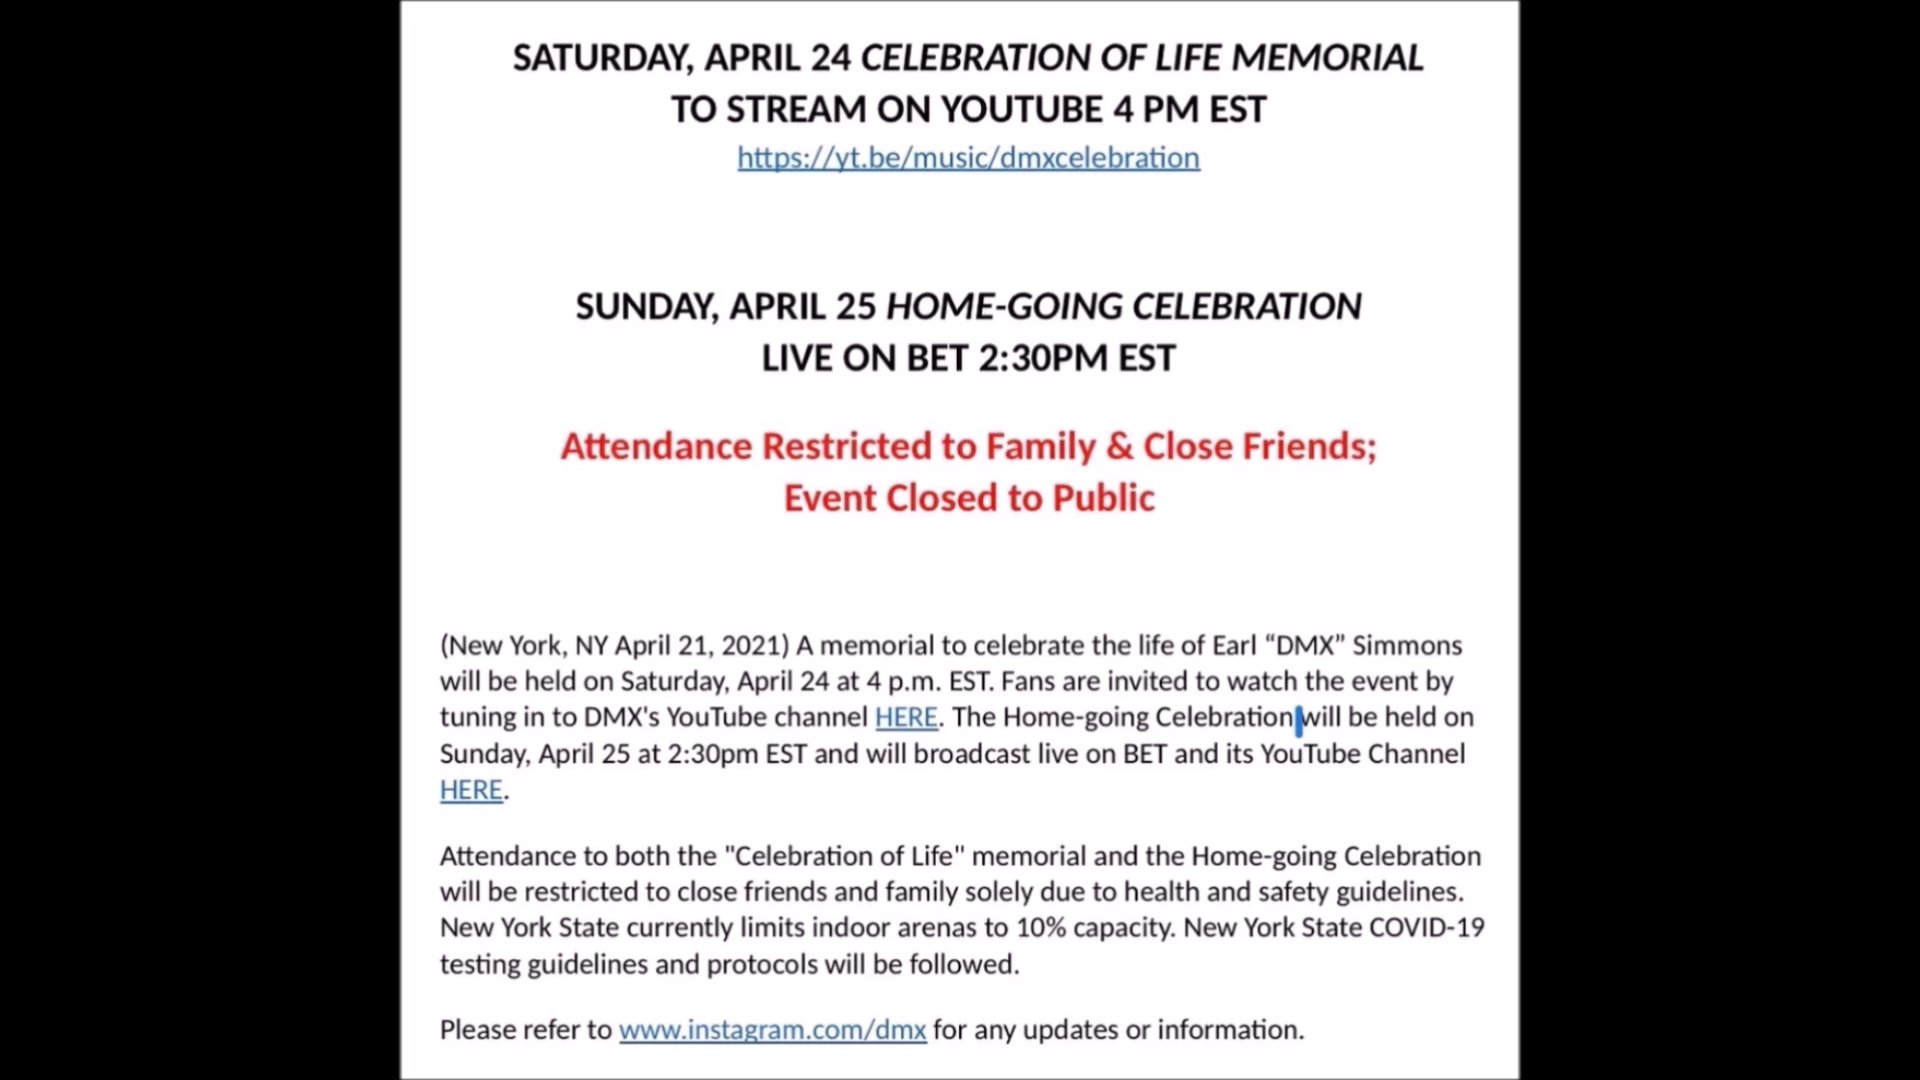 SATURDAY, APRIL 24 CELEBRATION OF LIFE MEMORIAL
TO STREAM ON YOUTUBE 4 PM EST
https://yt.be/music/dmxcelebration
SUNDAY, APRIL 25 HOME-GOING CELEBRATION
LIVE ON BET 2:30PM EST
Attendance Restricted to Family & Close Friends;
Event Closed to Public
(New York, NY April 21, 2021) A memorial to celebrate the life of Earl “DMX” Simmons
will be held on Saturday, April 24 at 4 p.m. EST. Fans are invited to watch the event by
tuning in to DMX's YouTube channel HERE. The Home-going Celebration will be held on
Sunday, April 25 at 2:30pm EST and will broadcast live on BET and its YouTube Channel
HERE.
Attendance to both the "Celebration of Life" memorial and the Home-going Celebration
will be restricted to close friends and family solely due to health and safety guidelines.
New York State currently limits indoor arenas to 10% capacity. New York State COVID-19
testing guidelines and protocols will be followed.
Please refer to www.instagram.com/dmx for any updates or information.